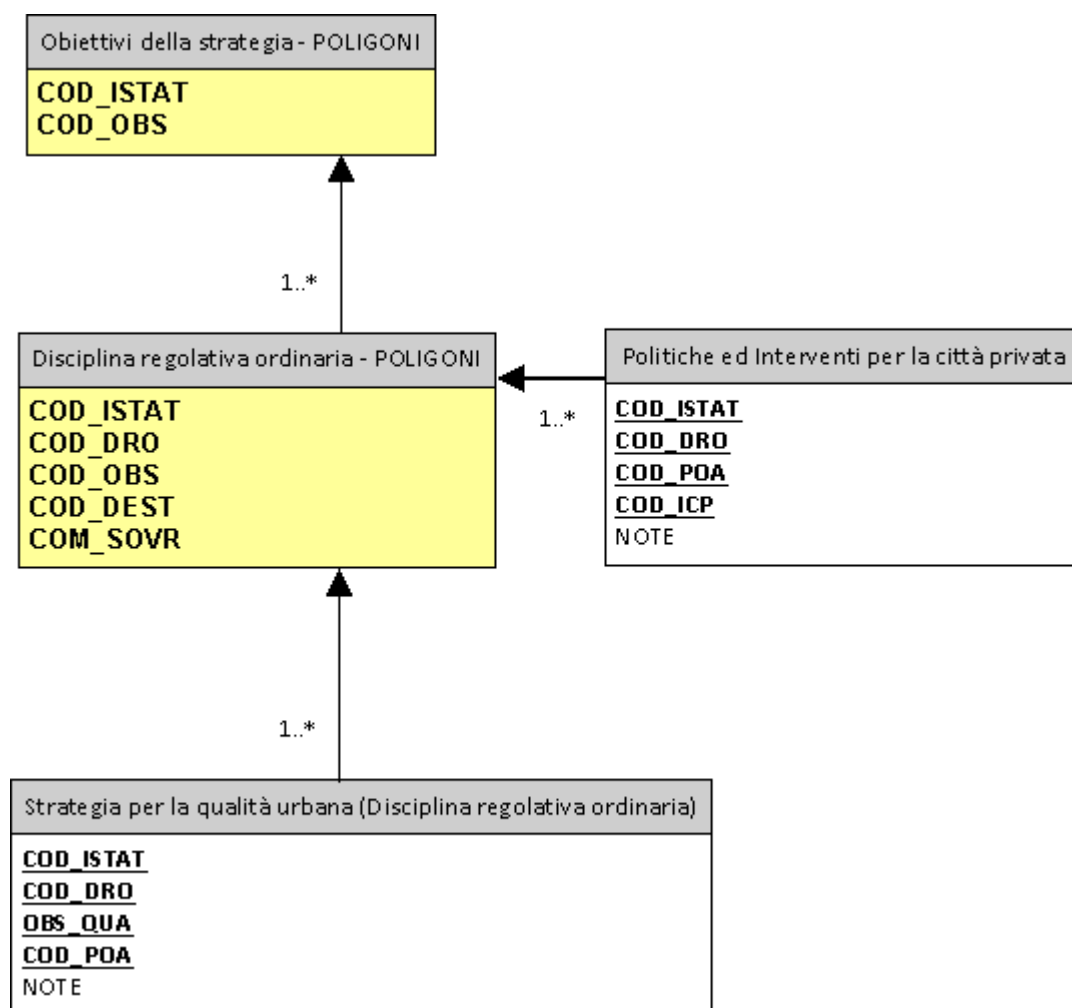 Obiettivi della strategia - POLIGONI
COD_ISTAT
COD_OBS
1..*
Disciplina regolativa ordinaria - POLIGONI
COD_ISTAT
COD_DRO
COD_OBS
COD_DEST
COM_SOVR
1..*
Politiche ed Interventi per la città privata
COD_ISTAT
COD_DRO
COD_POA
COD_ICP
NOTE
1..*
Strategia per la qualità urbana (Disciplina regolativa ordinaria)
COD_ISTAT
COD_DRO
OBS_QUA
COD_POA
NOTE